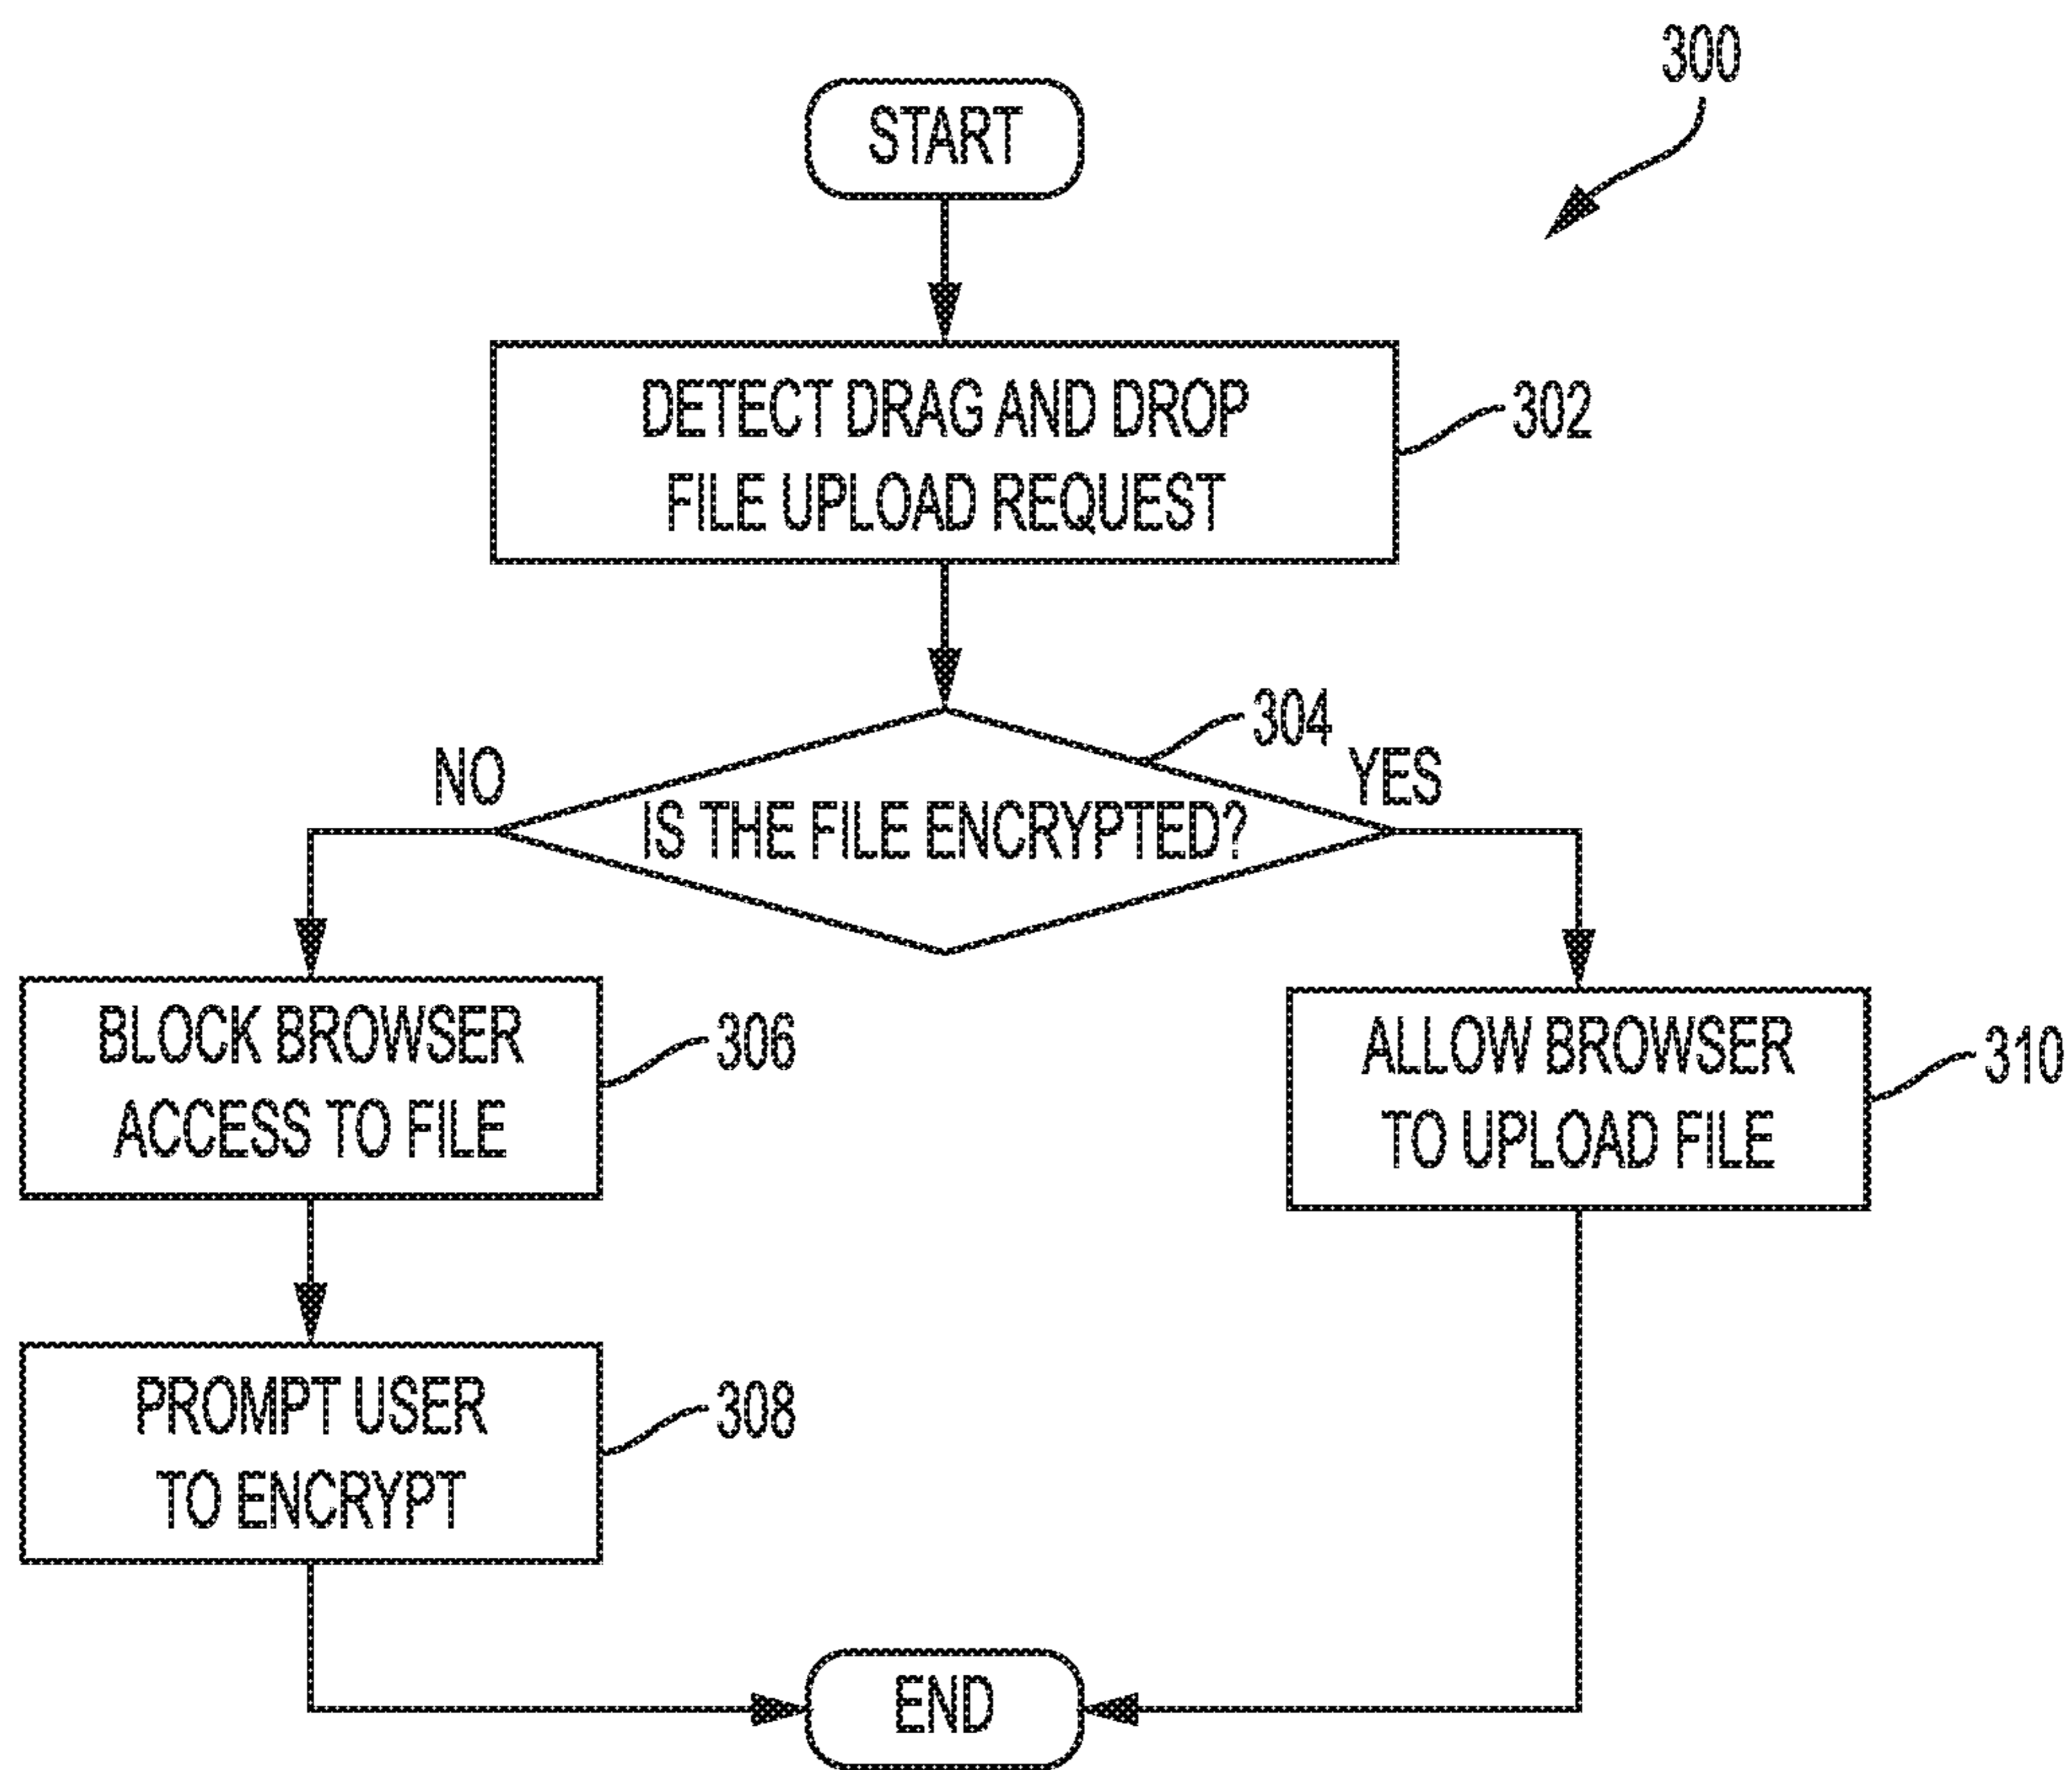 300
START
DETECT DRAG AND DROP
FILE UPLOAD REQUEST
302
304
NO
YES
IS THE FILE ENCRYPTED?
BLOCK BROWSER
ACCESS TO FILE
306
ALLOW BROWSER
TO UPLOAD FILE
310
PROMPT USER
TO ENCRYPT
308
END